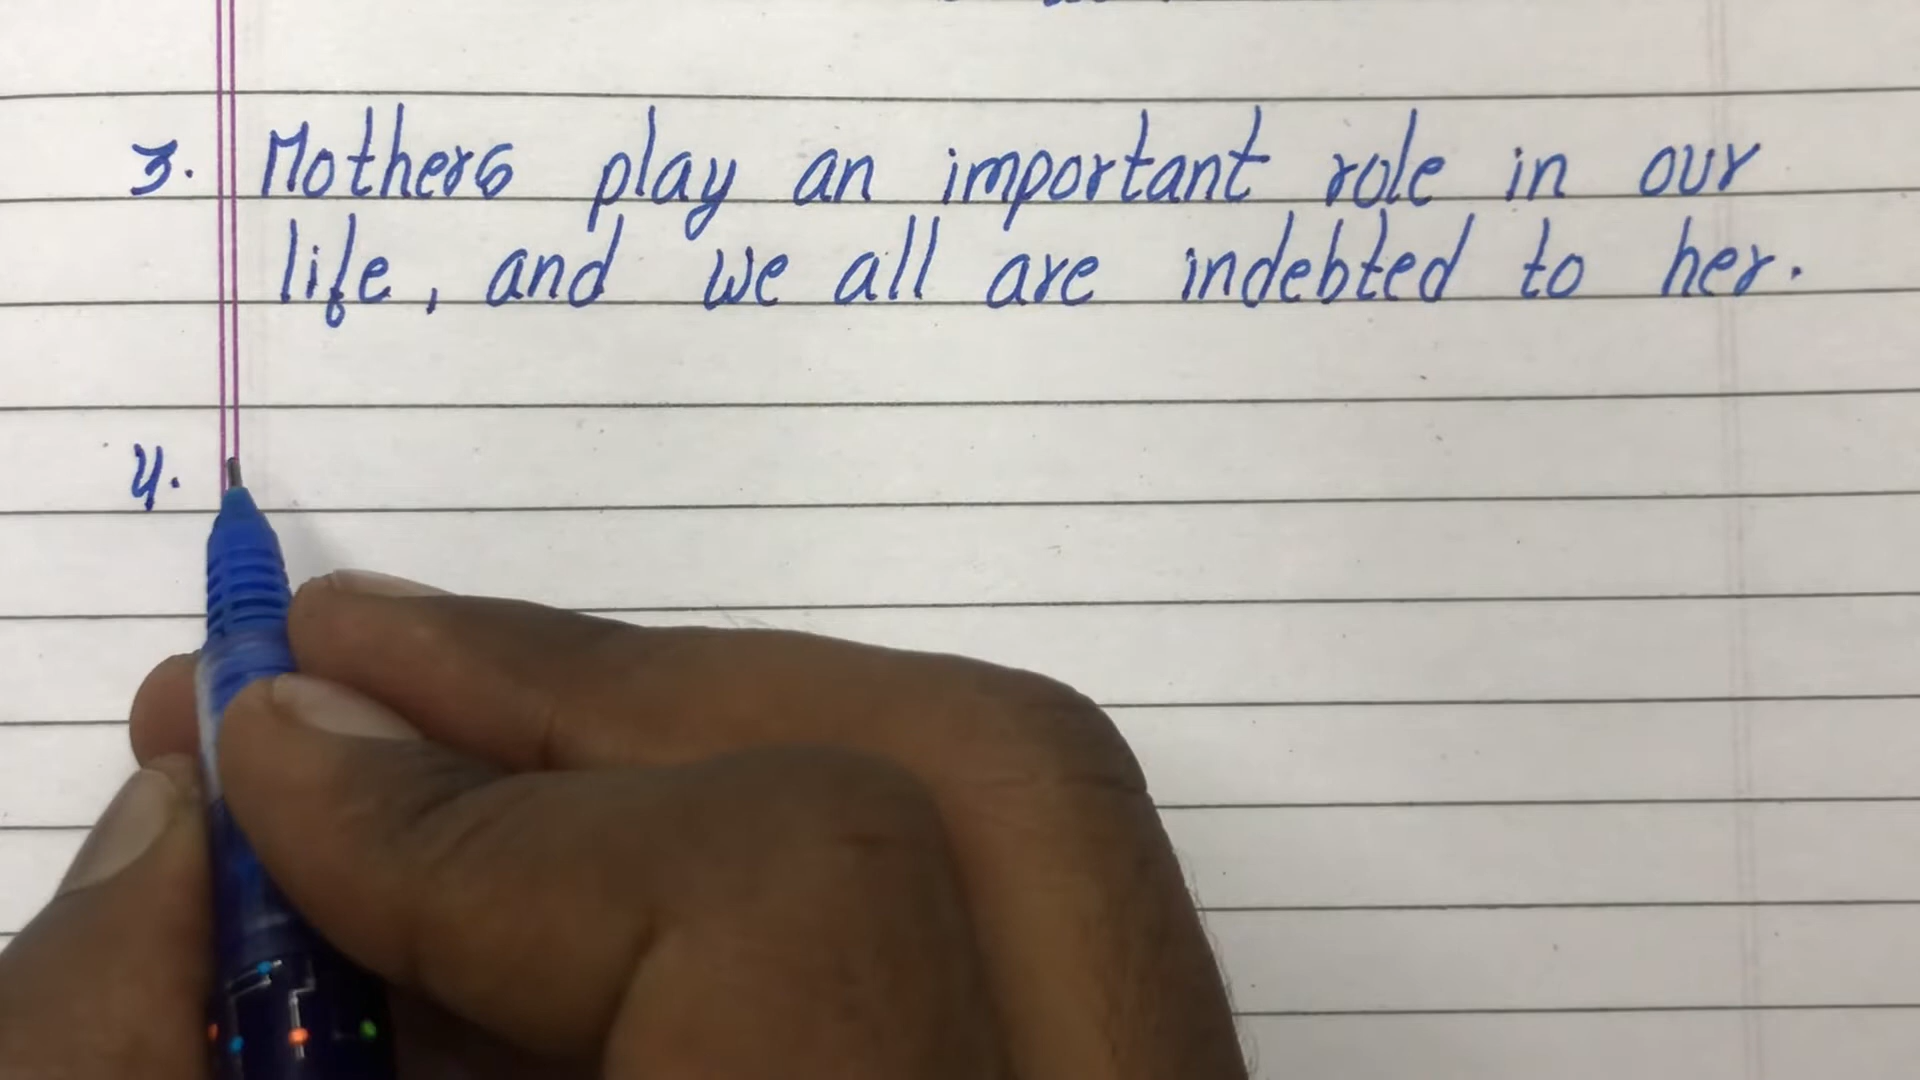 3. Mothers play an important role in our
life, and we all are indebted to her.
4.